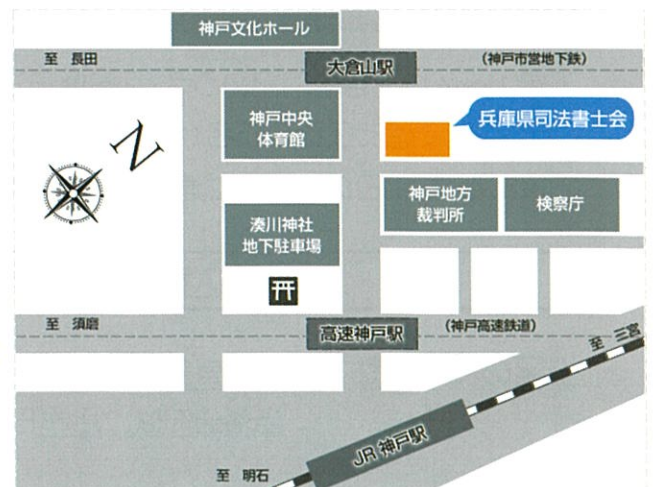 神戸文化ホール
至 長田
大倉山駅
（神戸市営地下鉄）
N
神戸中央
体育館
兵庫県司法書士会
神戸地方
裁判所
検察庁
湊川神社
地下駐車場
至 須磨
高速神戸駅
（神戸高速鉄道）
至 三宮
JR 神戸駅
至 明石